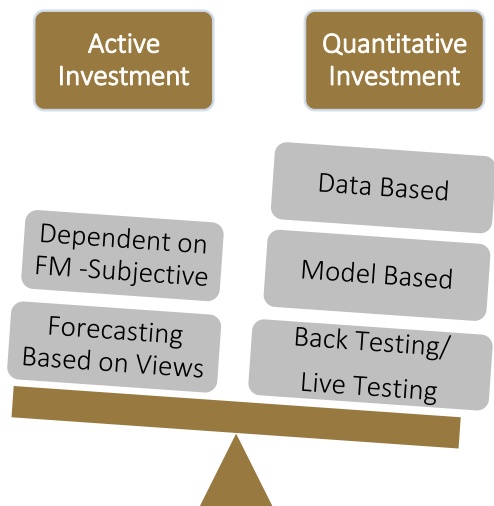 Active
Investment
Quantitative
Investment
Dependent on
FM -Subjective
Forecasting
Based on Views
Data Based
Model Based
Back Testing/
Live Testing